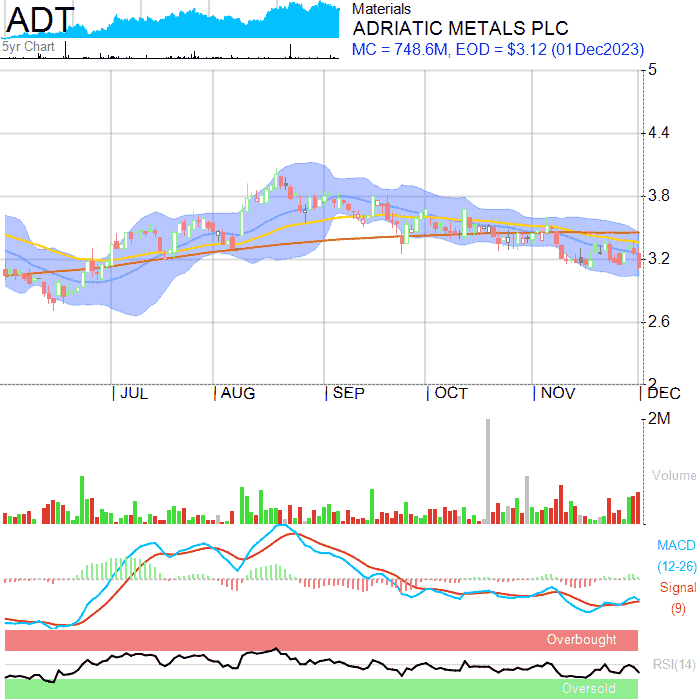 ADT
5yr Chart
Materials
ADRIATIC METALS PLC
MC = 748.6M, EOD = $3.12 (01Dec2023)
5
4.4
3.8
3.2
2.6
2
JUL AUG SEP OCT NOV DEC
2M
Volume
MACD
(12-26)
Signal
(9)
Overbought
RSI(14)
Oversold